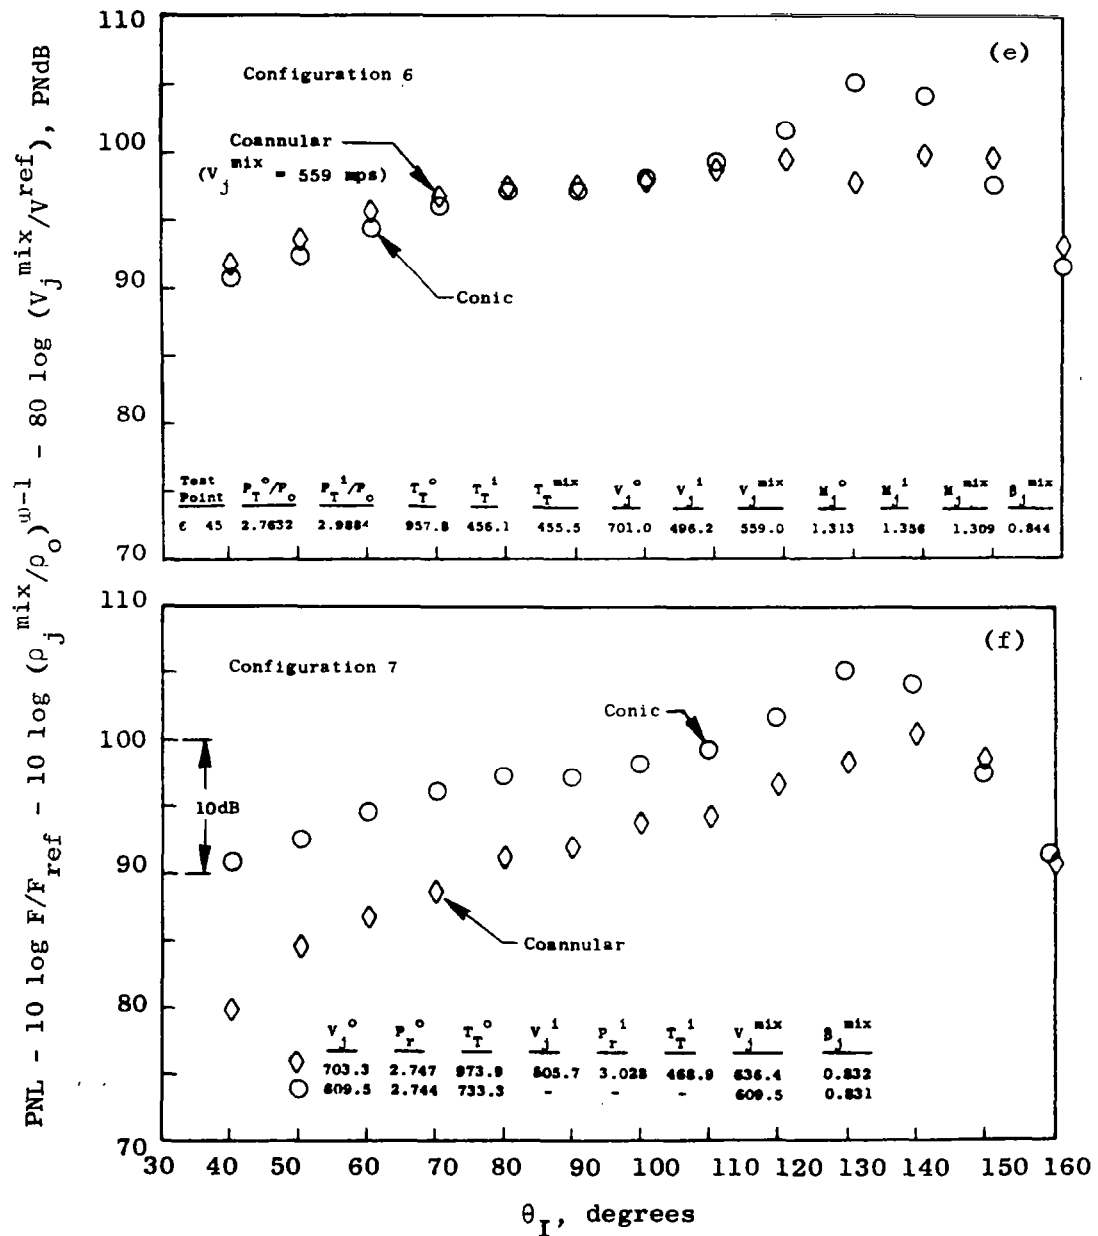 PNL - 10 log F/F_ref - 10 log (ρ_j^mix/ρ_o)^ω-1 - 80 log (V_j^mix/V^ref), PNdB
110
(e)
Configuration 6
100
Coannular
(V_j^mix = 559 mps)
90
Conic
80
Test Point P_T^o/P_o P_T^i/P_o T_T^o T_T^i T_T^mix V_j^o V_j^i V_j^mix M_j^o M_j^i M_j^mix β_j^mix
45 2.7632 2.9884 957.8 456.1 455.5 701.0 496.2 559.0 1.313 1.356 1.309 0.844
70
110
(f)
Configuration 7
Conic
100
10dB
90
Coannular
80
V_j^o P_r^o T_T^o V_j^i P_r^i T_T^i V_j^mix β_j^mix
703.3 2.747 973.9 505.7 3.028 468.9 636.4 0.832
609.5 2.744 733.3 - - - 609.5 0.831
70
30 40 50 60 70 80 90 100 110 120 130 140 150 160
θ_I, degrees